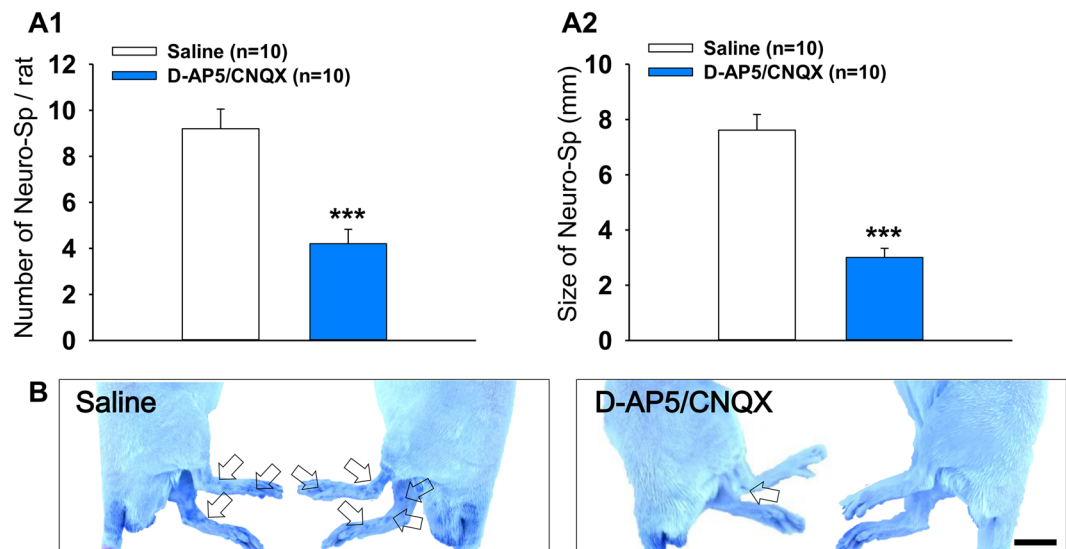 A1
Saline (n=10)
D-AP5/CNQX (n=10)
Number of Neuro-Sp / rat
12
10
8
6
4
2
0
***
A2
Saline (n=10)
D-AP5/CNQX (n=10)
Size of Neuro-Sp (mm)
10
8
6
4
2
0
***
B
Saline
D-AP5/CNQX